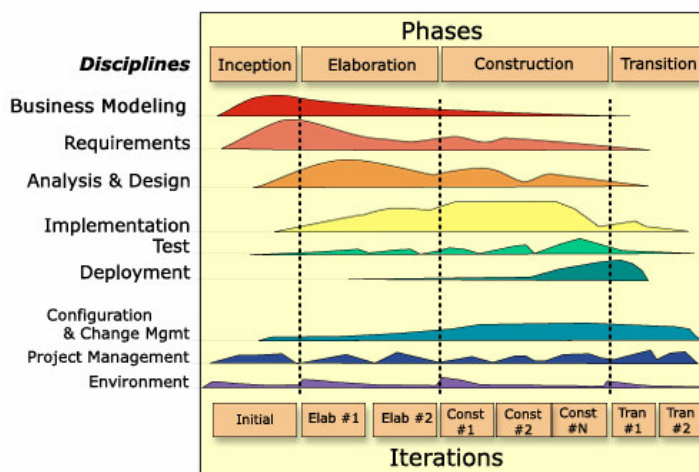 Phases
Disciplines
Inception
Elaboration
Construction
Transition
Business Modeling
Requirements
Analysis & Design
Implementation
Test
Deployment
Configuration
& Change Mgmt
Project Management
Environment
Initial
Elab #1
Elab #2
Const
#1
Const
#2
Const
#N
Tran
#1
Tran
#2
Iterations